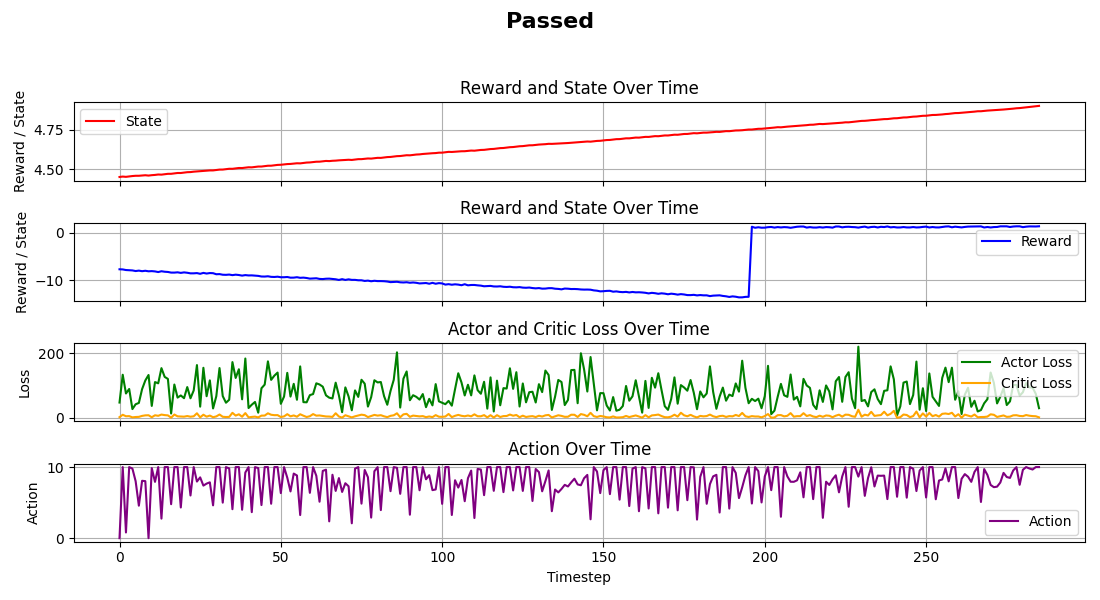 Passed
Reward and State Over Time
Reward / State
4.75
4.50
State
Reward and State Over Time
Reward / State
0
−10
Reward
Actor and Critic Loss Over Time
Loss
200
0
Actor Loss
Critic Loss
Action Over Time
Action
10
0
Action
0 50 100 150 200 250
Timestep